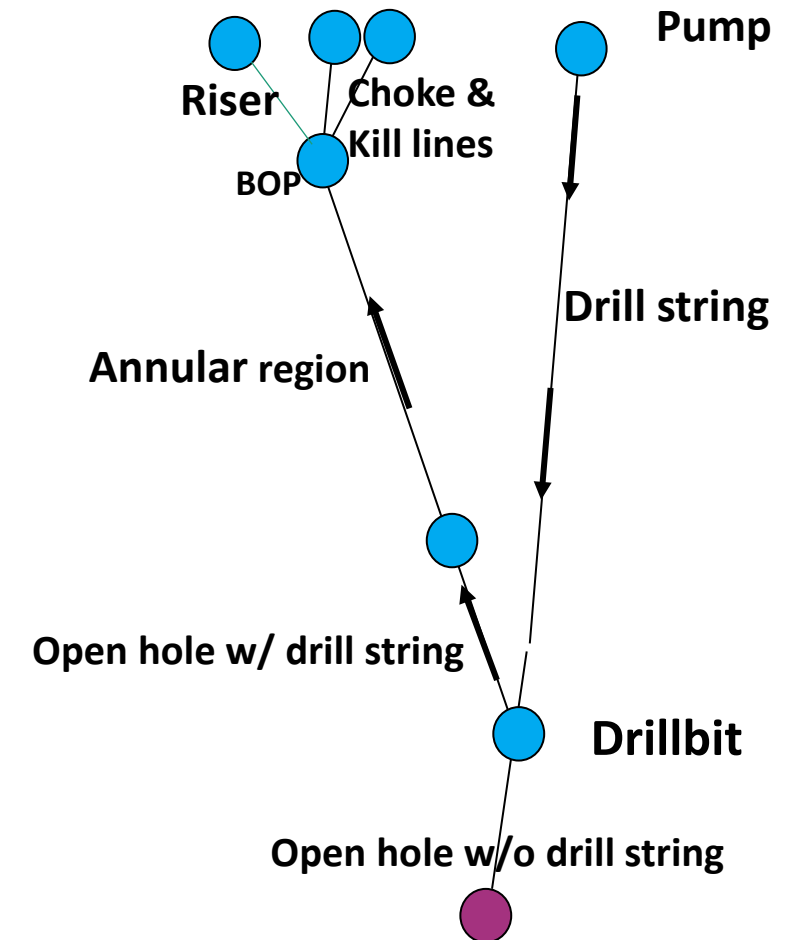 Pump
Riser
Choke &
Kill lines
BOP
Drill string
Annular region
Open hole w/ drill string
Drillbit
Open hole w/o drill string